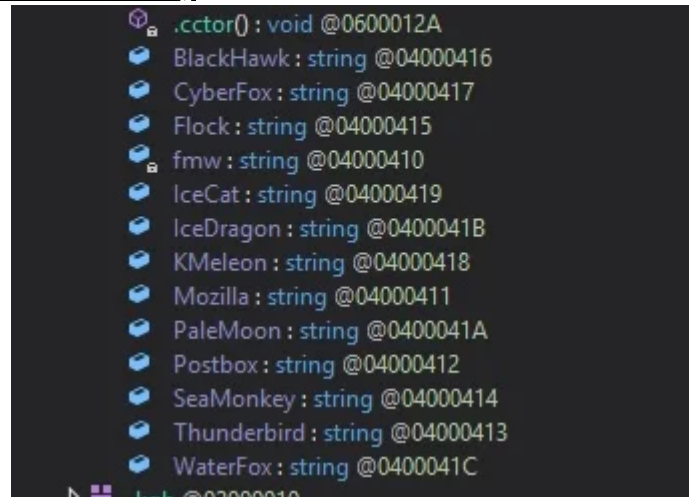 .cctor() : void @0600012A
BlackHawk : string @04000416
CyberFox : string @04000417
Flock : string @04000415
fmw : string @04000410
IceCat : string @04000419
IceDragon : string @0400041B
KMeleon : string @04000418
Mozilla : string @04000411
PaleMoon : string @0400041A
Postbox : string @04000412
SeaMonkey : string @04000414
Thunderbird : string @04000413
WaterFox : string @0400041C